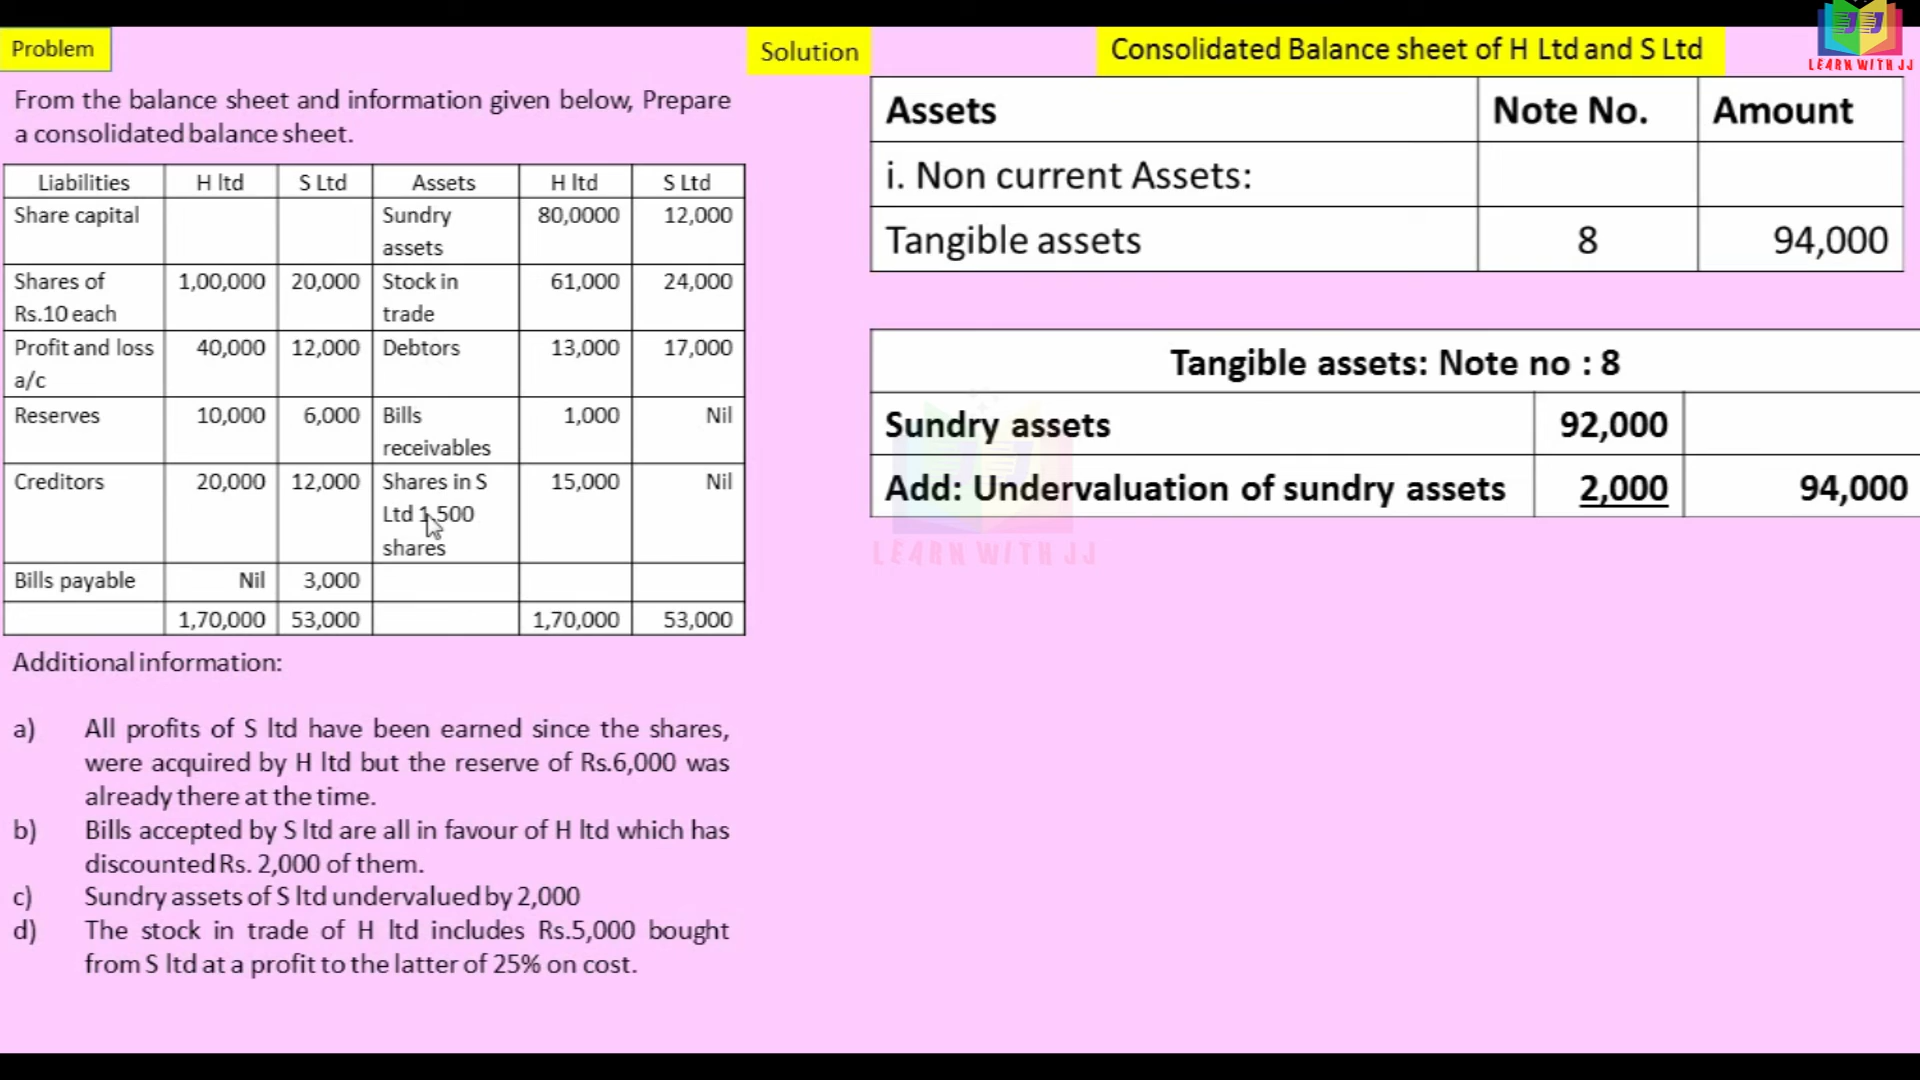 Problem
From the balance sheet and information given below, Prepare
a consolidated balance sheet.
Liabilities H ltd S Ltd Assets H ltd S Ltd
Share capital Sundry assets 80,0000 12,000
Shares of Rs.10 each 1,00,000 20,000 Stock in trade 61,000 24,000
Profit and loss a/c 40,000 12,000 Debtors 13,000 17,000
Reserves 10,000 6,000 Bills receivables 1,000 Nil
Creditors 20,000 12,000 Shares in S Ltd 1,500 shares 15,000 Nil
Bills payable Nil 3,000
1,70,000 53,000 1,70,000 53,000
Additional information:
a) All profits of S ltd have been earned since the shares,
were acquired by H ltd but the reserve of Rs.6,000 was
already there at the time.
b) Bills accepted by S ltd are all in favour of H ltd which has
discounted Rs. 2,000 of them.
c) Sundry assets of S ltd undervalued by 2,000
d) The stock in trade of H ltd includes Rs.5,000 bought
from S ltd at a profit to the latter of 25% on cost.
Solution
Consolidated Balance sheet of H Ltd and S Ltd
Assets Note No. Amount
i. Non current Assets:
Tangible assets 8 94,000
Tangible assets: Note no : 8
Sundry assets 92,000
Add: Undervaluation of sundry assets 2,000 94,000
LEARN WITH JJ
LEARN WITH JJ